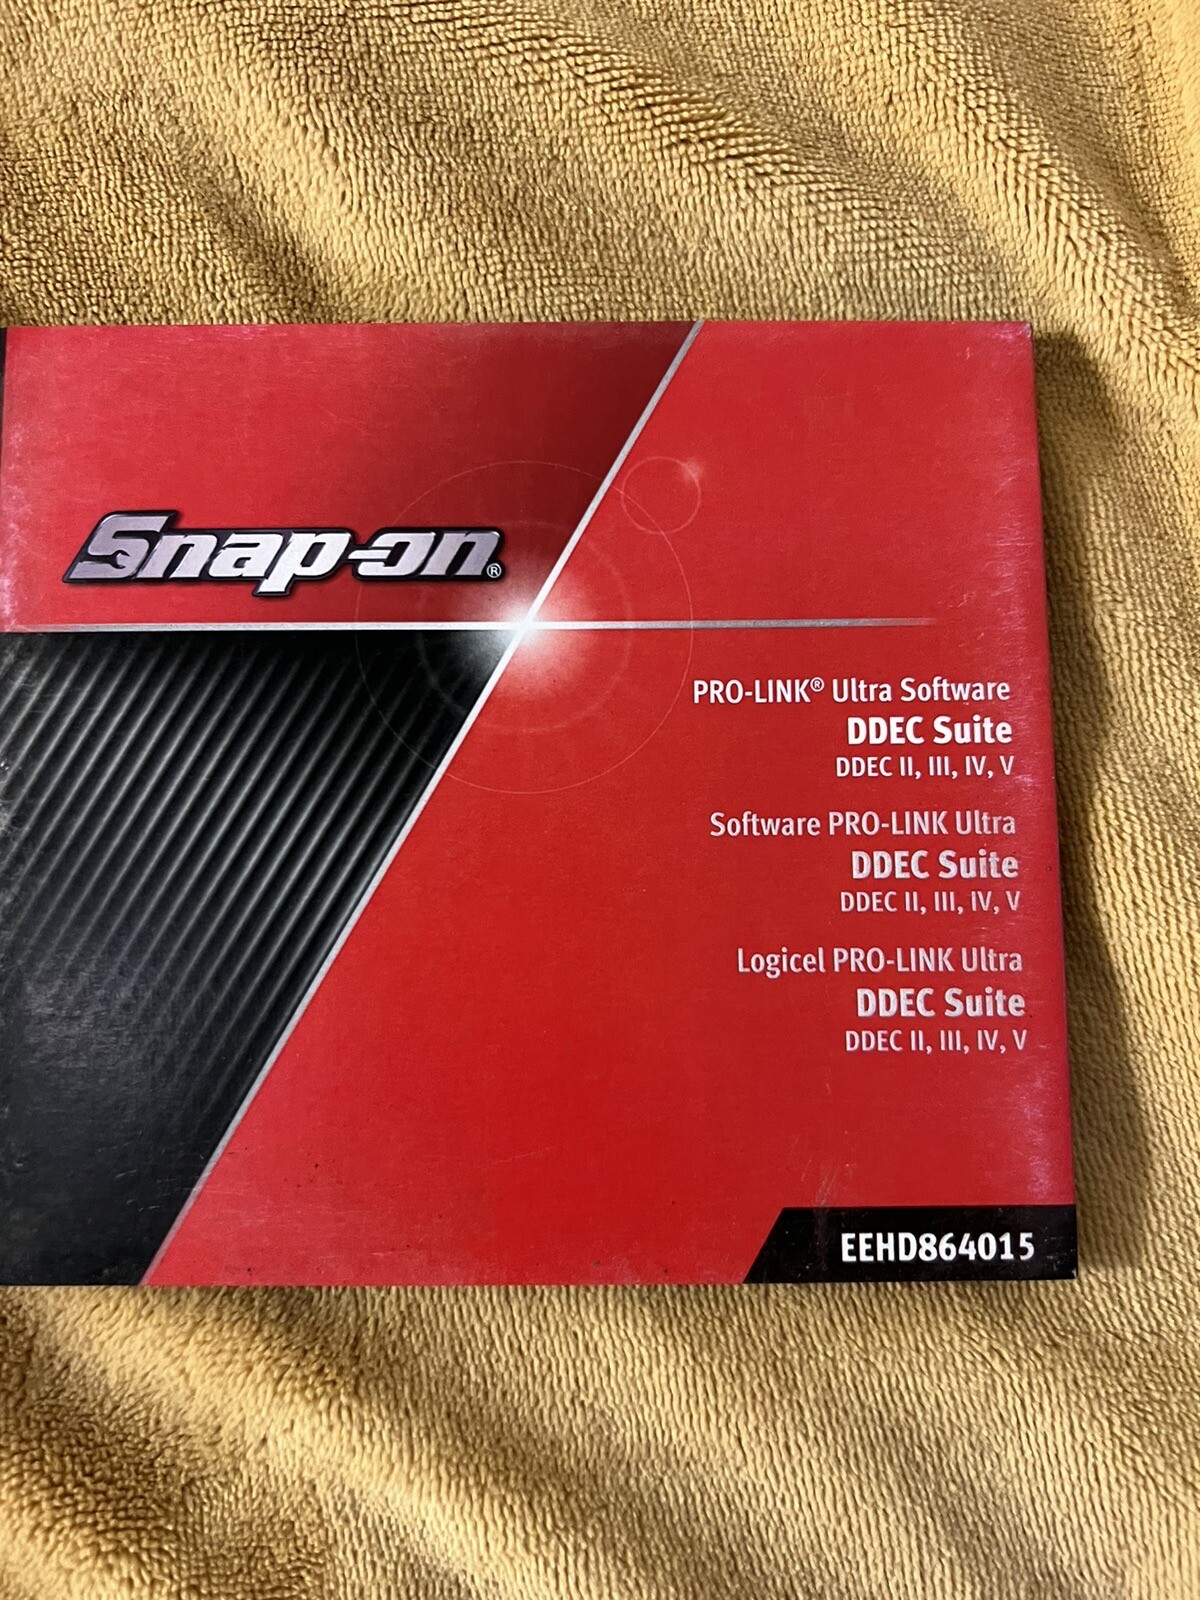 Snap-on®
PRO-LINK® Ultra Software
DDEC Suite
DDEC II, III, IV, V
Software PRO-LINK Ultra
DDEC Suite
DDEC II, III, IV, V
Logicel PRO-LINK Ultra
DDEC Suite
DDEC II, III, IV, V
EEHD864015